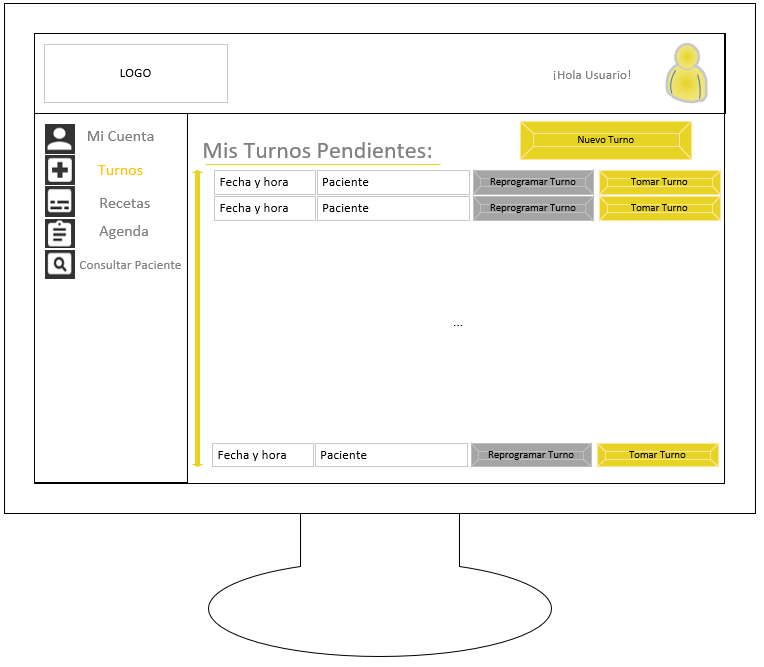 LOGO
¡Hola Usuario!
Mi Cuenta
Turnos
Recetas
Agenda
Consultar Paciente
Mis Turnos Pendientes:
Nuevo Turno
Fecha y hora Paciente Reprogramar Turno Tomar Turno
Fecha y hora Paciente Reprogramar Turno Tomar Turno
...
Fecha y hora Paciente Reprogramar Turno Tomar Turno